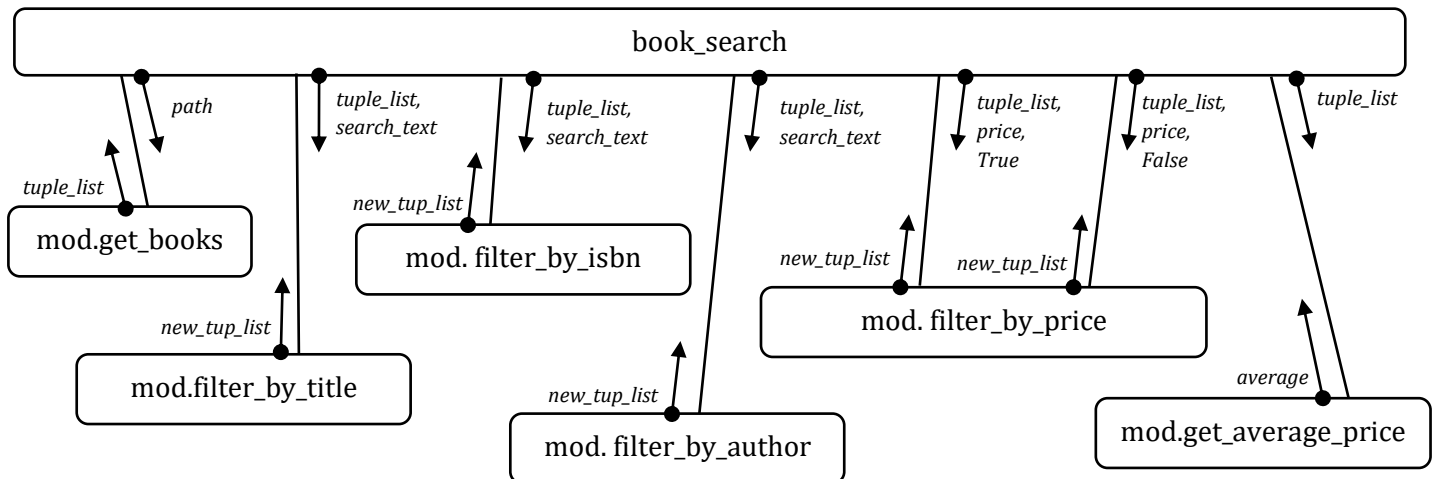 book_search
path
tuple_list,
search_text
tuple_list,
search_text
tuple_list,
search_text
tuple_list,
price,
True
tuple_list,
price,
False
tuple_list
tuple_list
mod.get_books
new_tup_list
mod. filter_by_isbn
new_tup_list
new_tup_list
mod. filter_by_price
new_tup_list
mod.filter_by_title
new_tup_list
mod. filter_by_author
average
mod.get_average_price